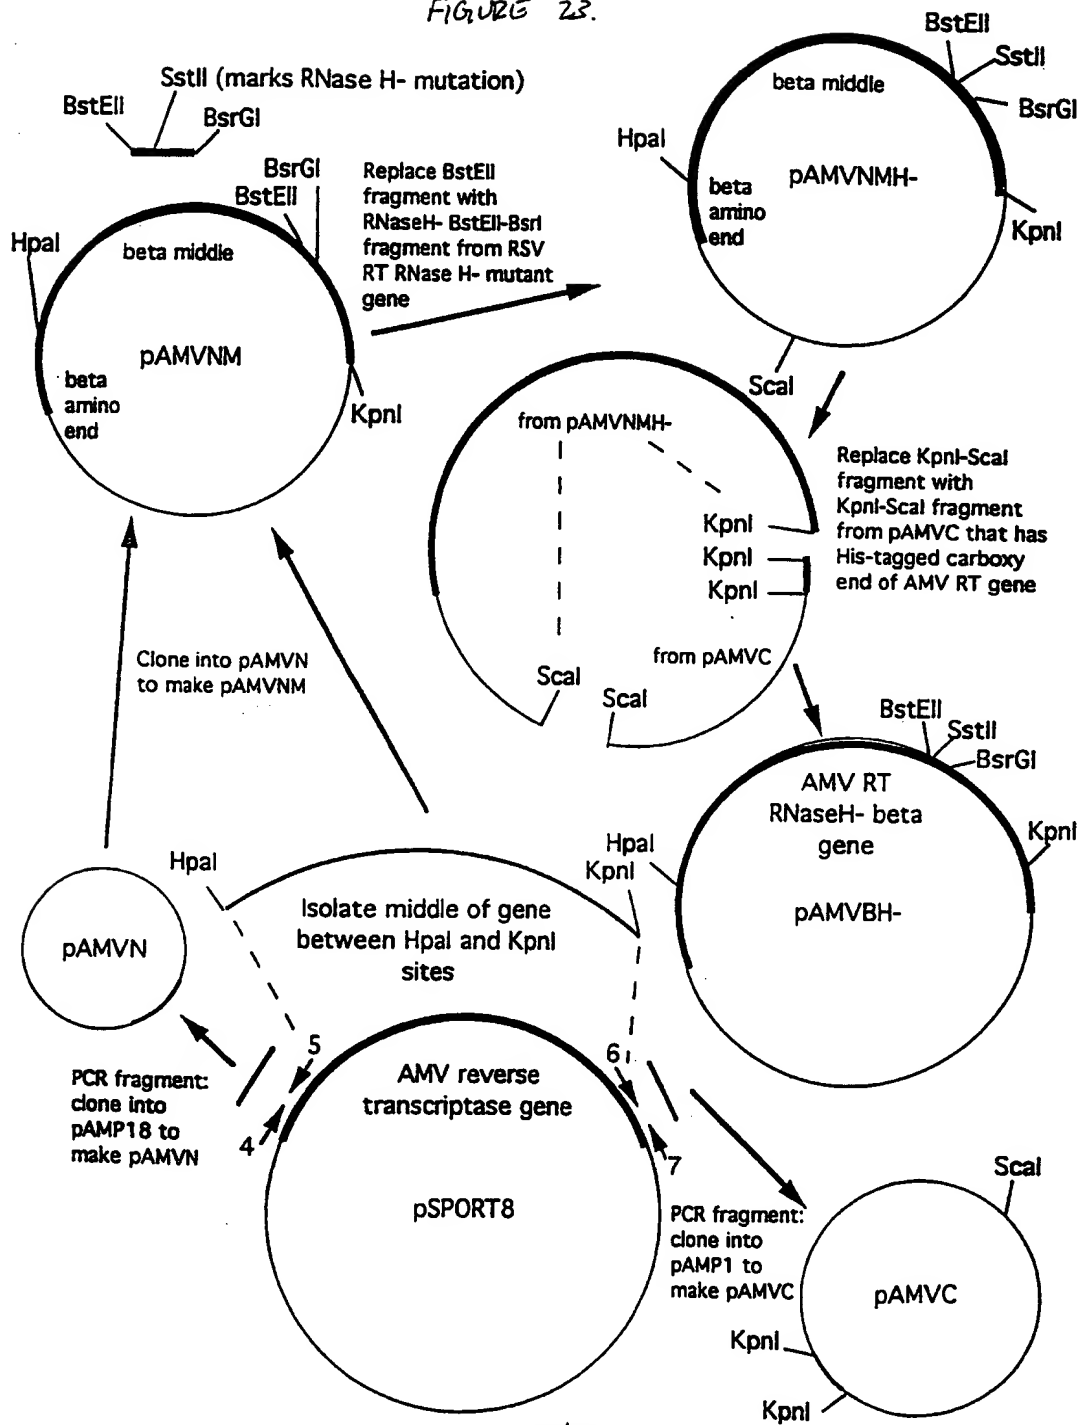 FIGURE 23.
SstII (marks RNase H- mutation)
BstEII
BsrGI
BsrGI
BstEII
HpaI
beta middle
pAMVNM
beta
amino
end
KpnI
Replace BstEII
fragment with
RNaseH- BstEII-BsrI
fragment from RSV
RT RNase H- mutant
gene
BstEII
SstII
BsrGI
beta middle
HpaI
pAMVNMH-
beta
amino
end
KpnI
ScaI
from pAMVNMH-
KpnI
KpnI
KpnI
Replace KpnI-ScaI
fragment with
KpnI-ScaI fragment
from pAMVC that has
His-tagged carboxy
end of AMV RT gene
from pAMVC
ScaI
ScaI
Clone into pAMVN
to make pAMVNM
BstEII
SstII
BsrGI
AMV RT
RNaseH- beta
gene
KpnI
HpaI
pAMVBH-
HpaI
KpnI
Isolate middle of gene
between HpaI and KpnI
sites
pAMVN
PCR fragment:
clone into
pAMP18 to
make pAMVN
5
4
6
7
AMV reverse
transcriptase gene
pSPORT8
PCR fragment:
clone into
pAMP1 to
make pAMVC
ScaI
pAMVC
KpnI
KpnI